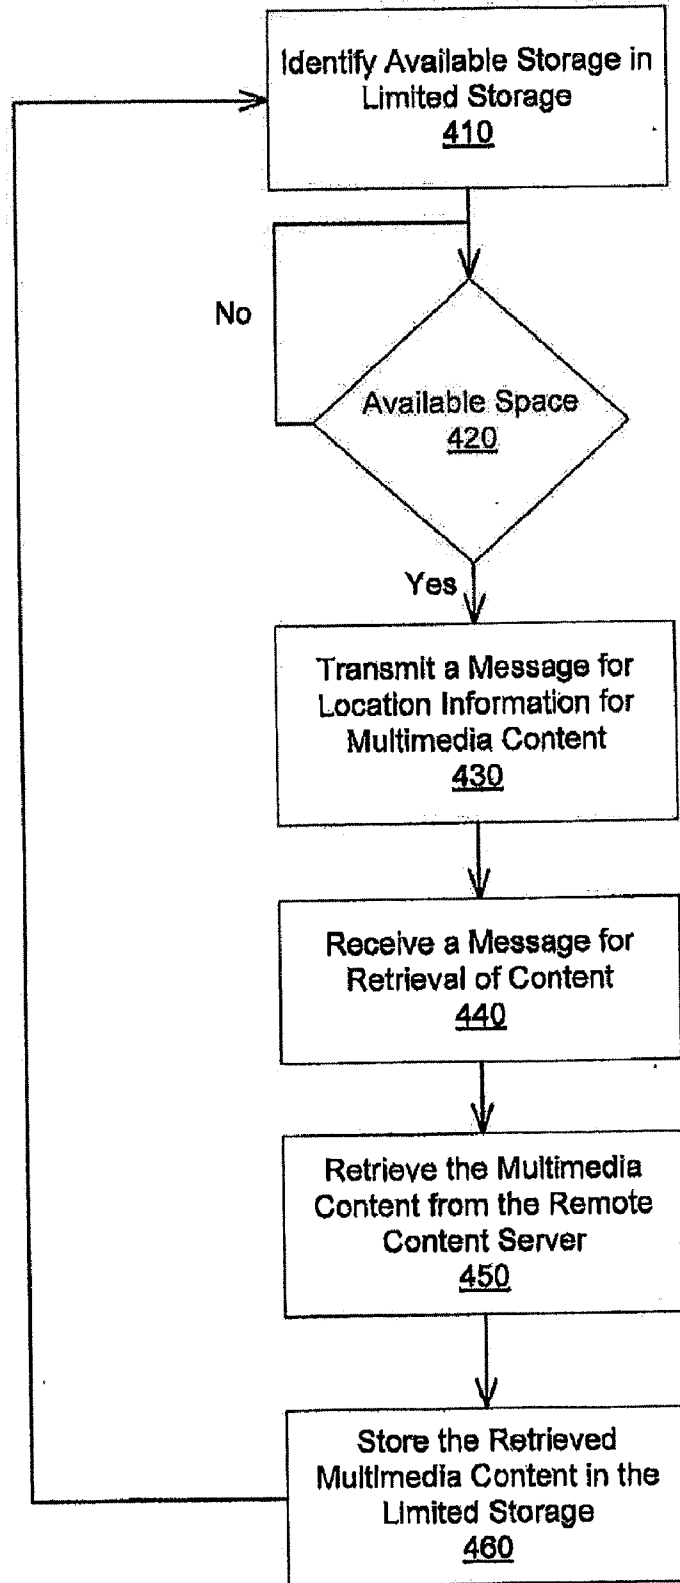 Identify Available Storage in
Limited Storage
410
No
Available Space
420
Yes
Transmit a Message for
Location Information for
Multimedia Content
430
Receive a Message for
Retrieval of Content
440
Retrieve the Multimedia
Content from the Remote
Content Server
450
Store the Retrieved
Multimedia Content in the
Limited Storage
460